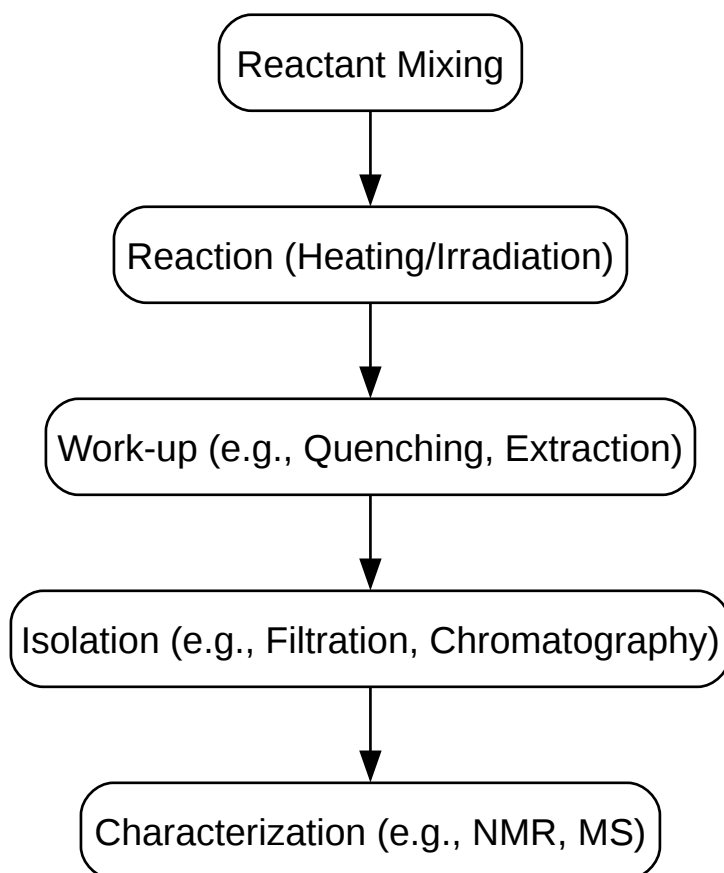 Reactant Mixing
Reaction (Heating/Irradiation)
Work-up (e.g., Quenching, Extraction)
Isolation (e.g., Filtration, Chromatography)
Characterization (e.g., NMR, MS)